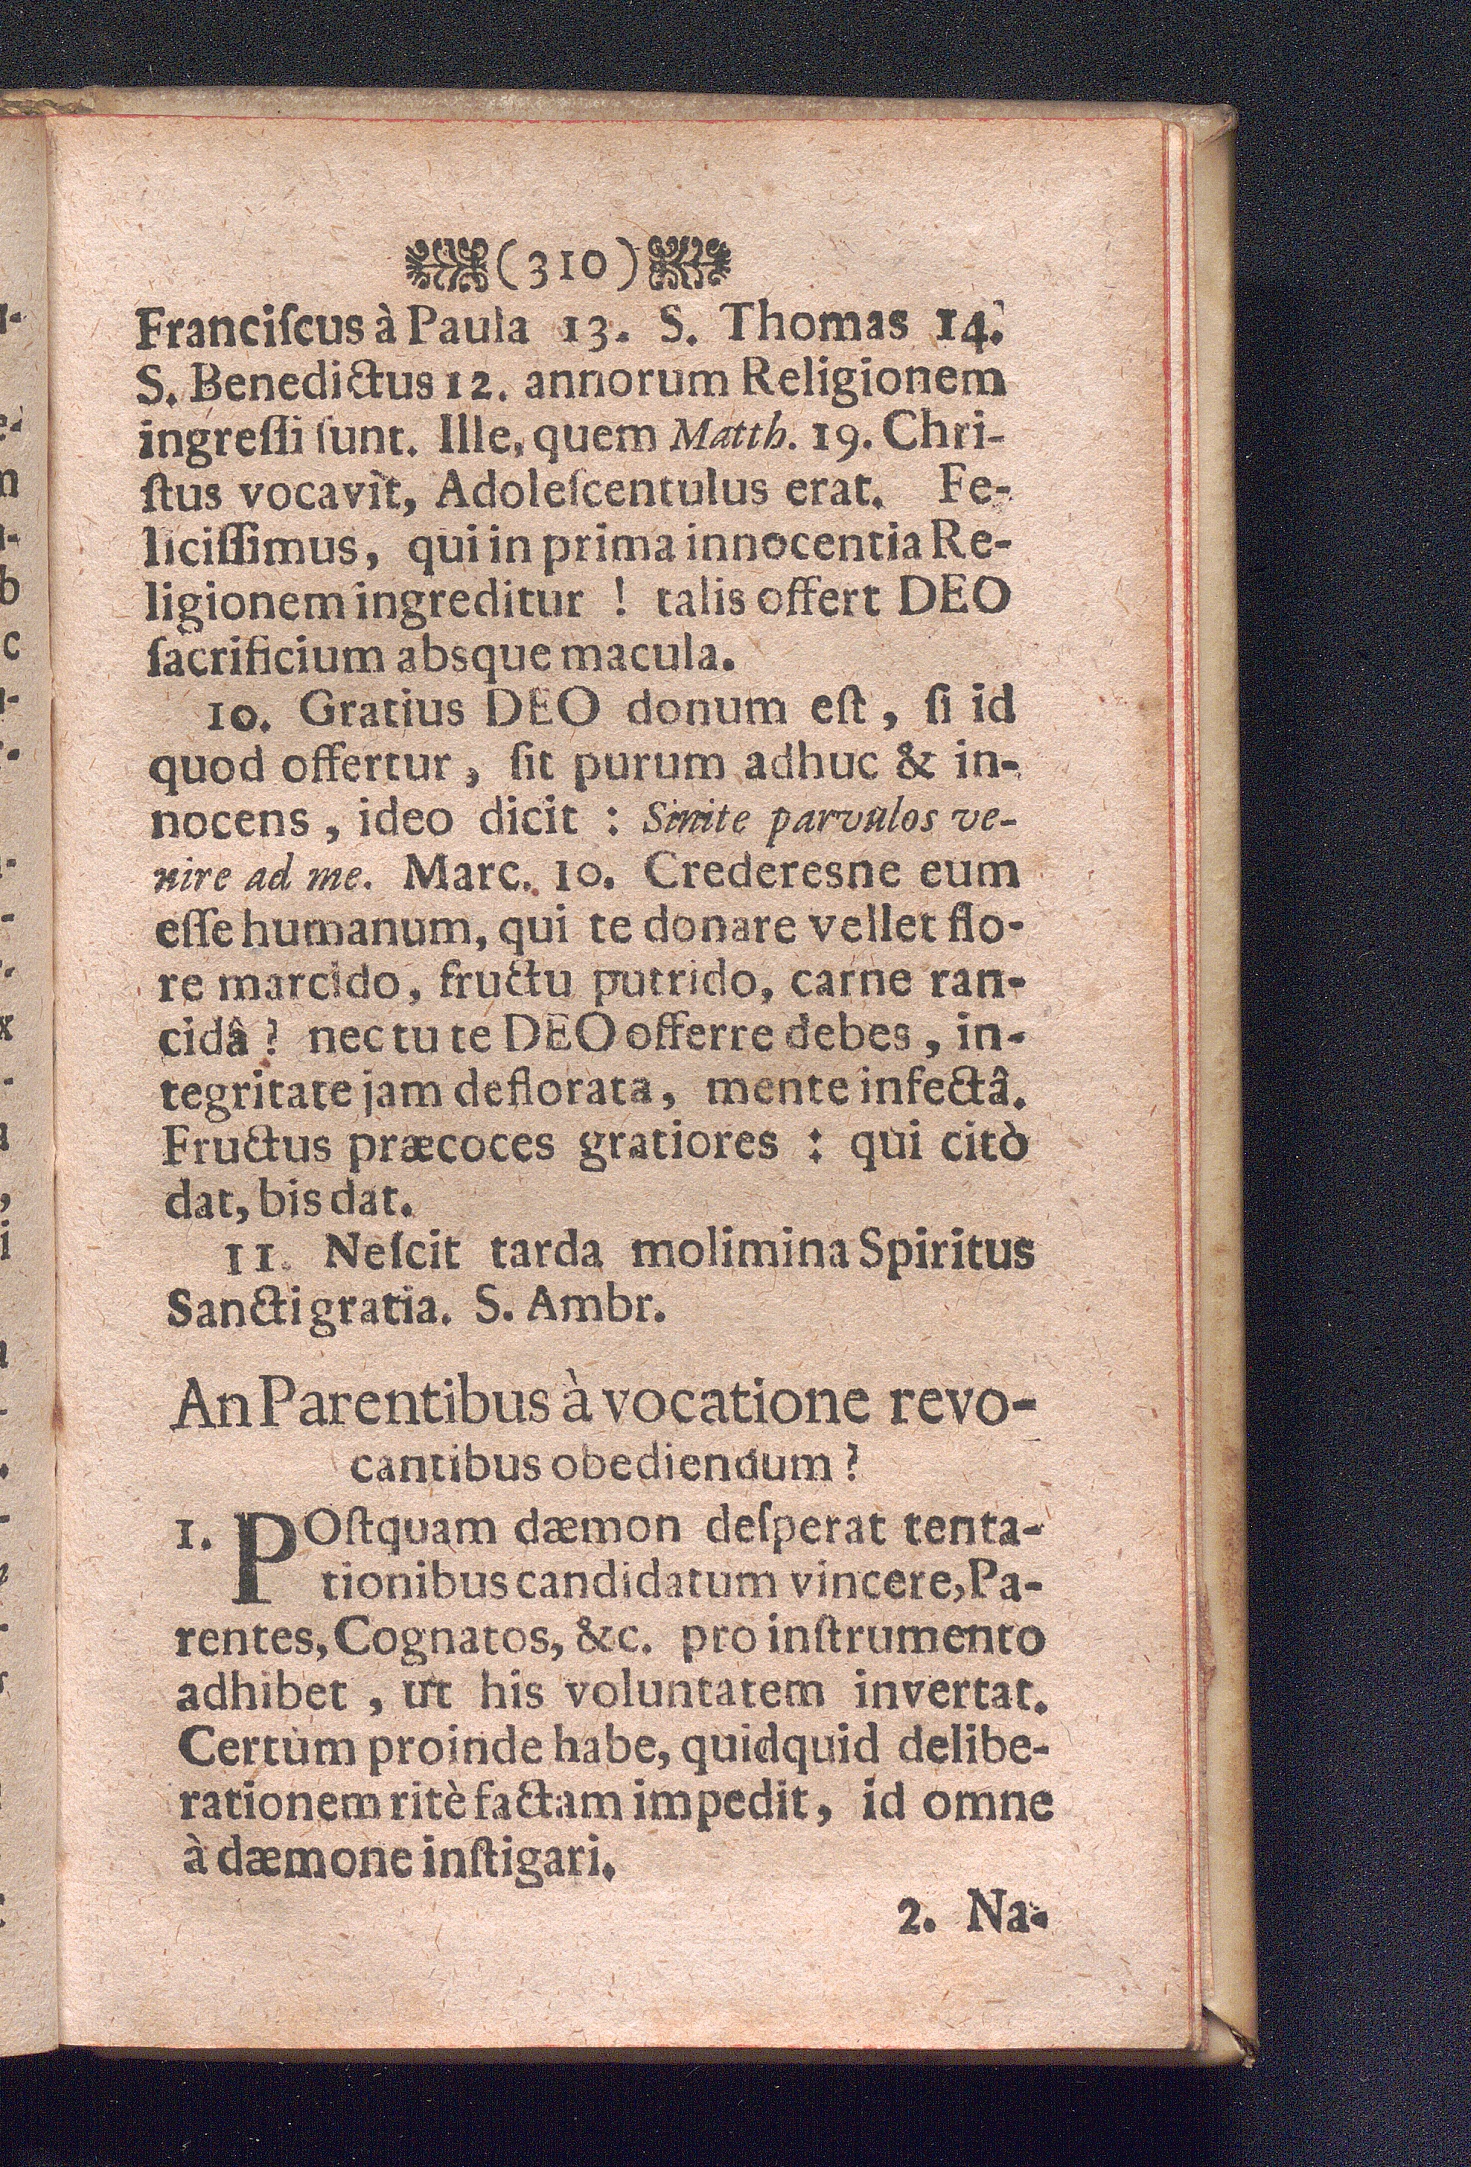 (310)
Franciſcus à Paula 13. S. Thomas 14.
S. Benedictus 12. annorum Religionem
ingreſſi ſunt. Ille, quem Matth. 19. Chri-
ſtus vocavit, Adoleſcentulus erat. Fe-
liciſſimus, qui in prima innocentia Re-
ligionem ingreditur ! talis offert DEO
ſacrificium absque macula.
10. Gratius DEO donum eſt, ſi id
quod offertur, ſit purum adhuc & in-
nocens, ideo dicit : Sinite parvulos ve-
nire ad me. Marc. 10. Crederesne eum
eſſe humanum, qui te donare vellet flo-
re marcido, fructu putrido, carne ran-
cidâ? nec tu te DEO offerre debes, in-
tegritate jam deflorata, mente infectâ.
Fructus præcoces gratiores : qui citò
dat, bis dat.
11. Neſcit tarda molimina Spiritus
Sancti gratia. S. Ambr.
An Parentibus à vocatione revo-
cantibus obediendum?
1. POſtquam dæmon deſperat tenta-
tionibus candidatum vincere, Pa-
rentes, Cognatos, &c. pro inſtrumento
adhibet, ut his voluntatem invertat.
Certùm proinde habe, quidquid delibe-
rationem ritè factam impedit, id omne
à dæmone inſtigari.
2. Na-